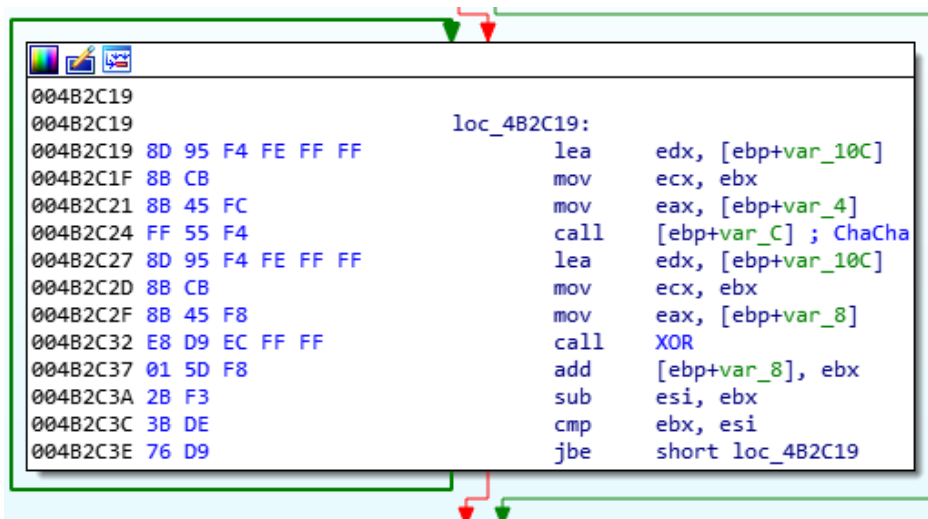 004B2C19
004B2C19 loc_4B2C19:
004B2C19 8D 95 F4 FE FF FF lea edx, [ebp+var_10C]
004B2C1F 8B CB mov ecx, ebx
004B2C21 8B 45 FC mov eax, [ebp+var_4]
004B2C24 FF 55 F4 call [ebp+var_C] ; ChaCha
004B2C27 8D 95 F4 FE FF FF lea edx, [ebp+var_10C]
004B2C2D 8B CB mov ecx, ebx
004B2C2F 8B 45 F8 mov eax, [ebp+var_8]
004B2C32 E8 D9 EC FF FF call XOR
004B2C37 01 5D F8 add [ebp+var_8], ebx
004B2C3A 2B F3 sub esi, ebx
004B2C3C 3B DE cmp ebx, esi
004B2C3E 76 D9 jbe short loc_4B2C19